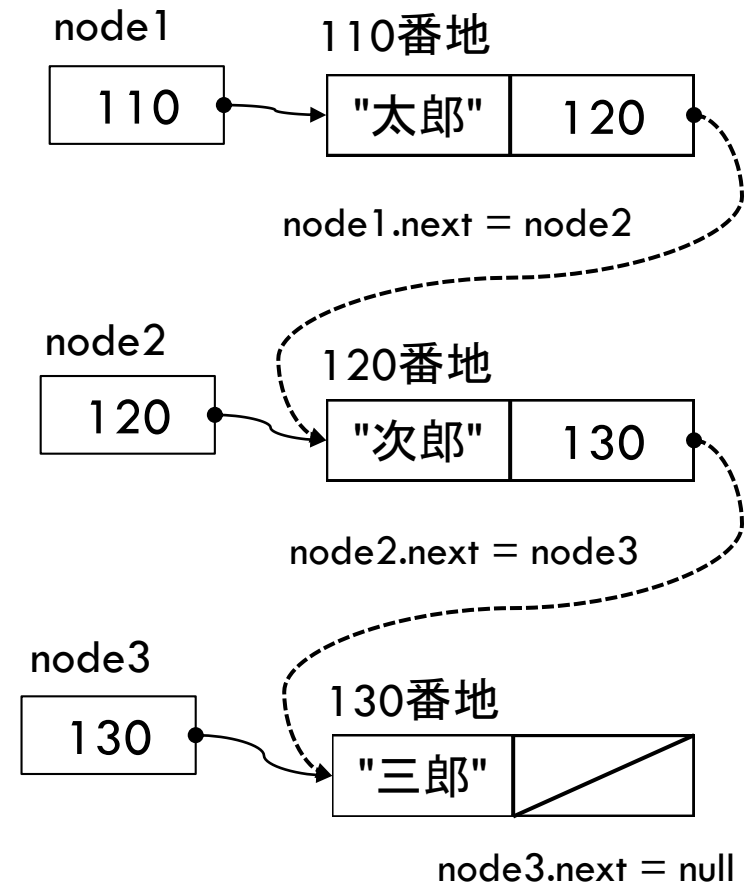 node1
110番地
110
"太郎"
120
node1.next = node2
node2
120番地
120
"次郎"
130
node2.next = node3
node3
130番地
130
"三郎"
node3.next = null